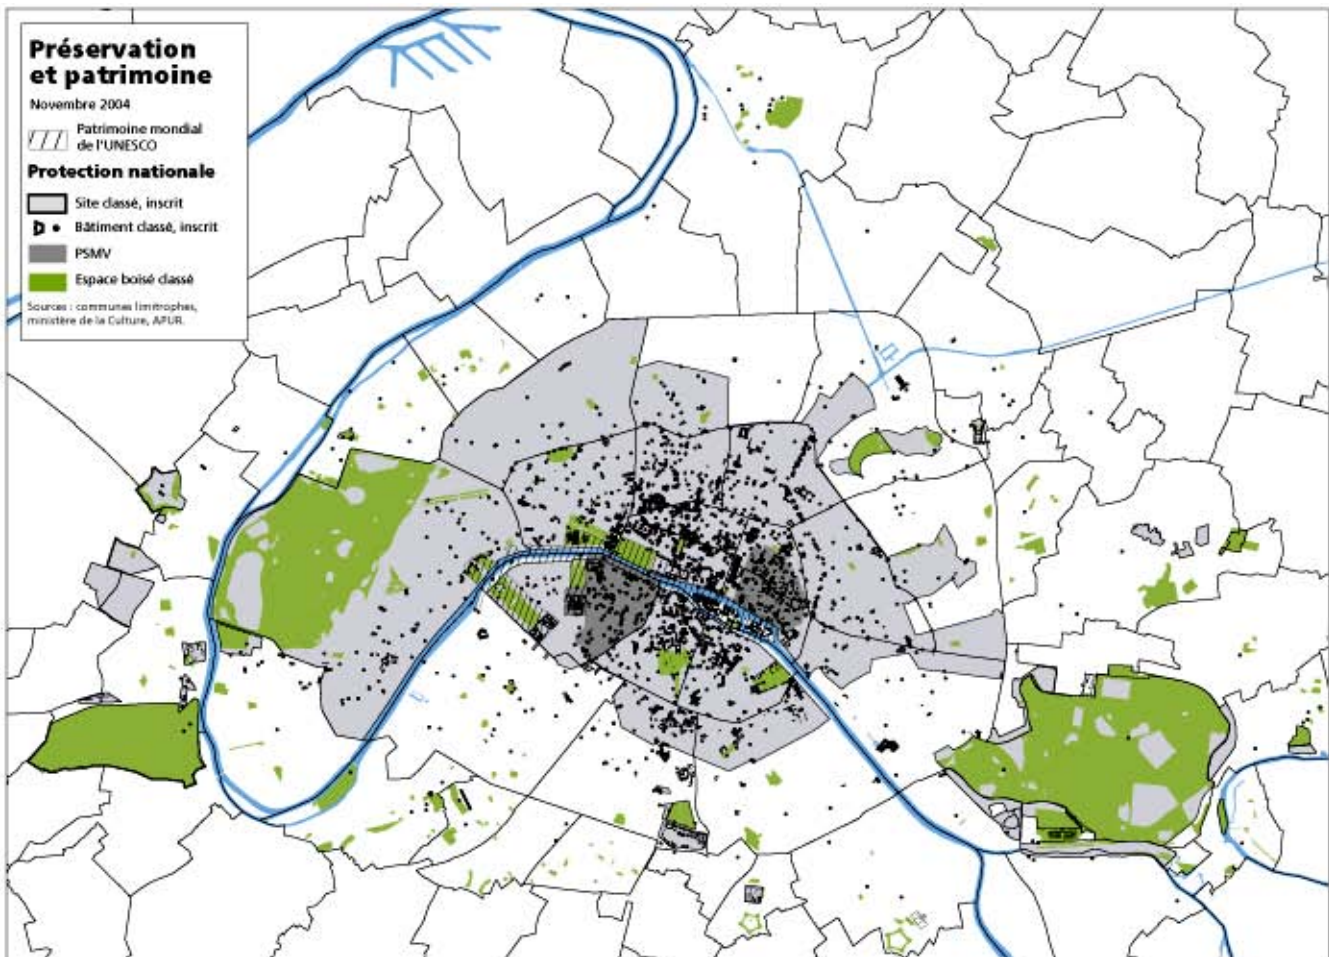 Préservation
et patrimoine
Novembre 2004
Patrimoine mondial
de l'UNESCO
Protection nationale
Site classé, inscrit
Bâtiment classé, inscrit
PSMV
Espace boisé classé
Sources : communes limitrophes,
ministère de la Culture, APUR.